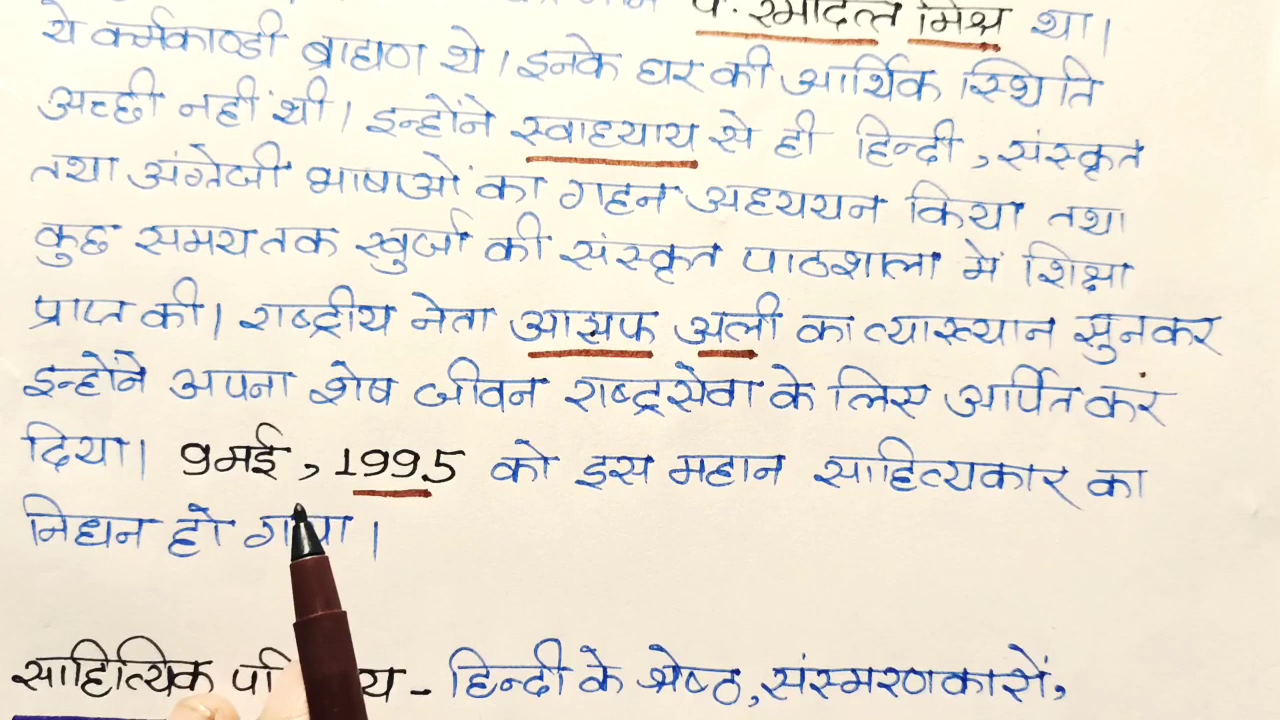 पं. रमादत्त मिश्र था।
ये कर्मकाण्डी ब्राह्मण थे। इनके घर की आर्थिक स्थिति
अच्छी नहीं थी। इन्होंने स्वाध्याय से ही हिन्दी, संस्कृत
तथा अंग्रेजी भाषाओं का गहन अध्ययन किया तथा
कुछ समय तक खुर्जा की संस्कृत पाठशाला में शिक्षा
प्राप्त की। राष्ट्रीय नेता आसफ अली का व्याख्यान सुनकर
इन्होंने अपना शेष जीवन राष्ट्रसेवा के लिए अर्पित कर
दिया। 9 मई, 1995 को इस महान साहित्यकार का
निधन हो गया।
साहित्यिक परिचय - हिन्दी के श्रेष्ठ, संस्मरणकारों,